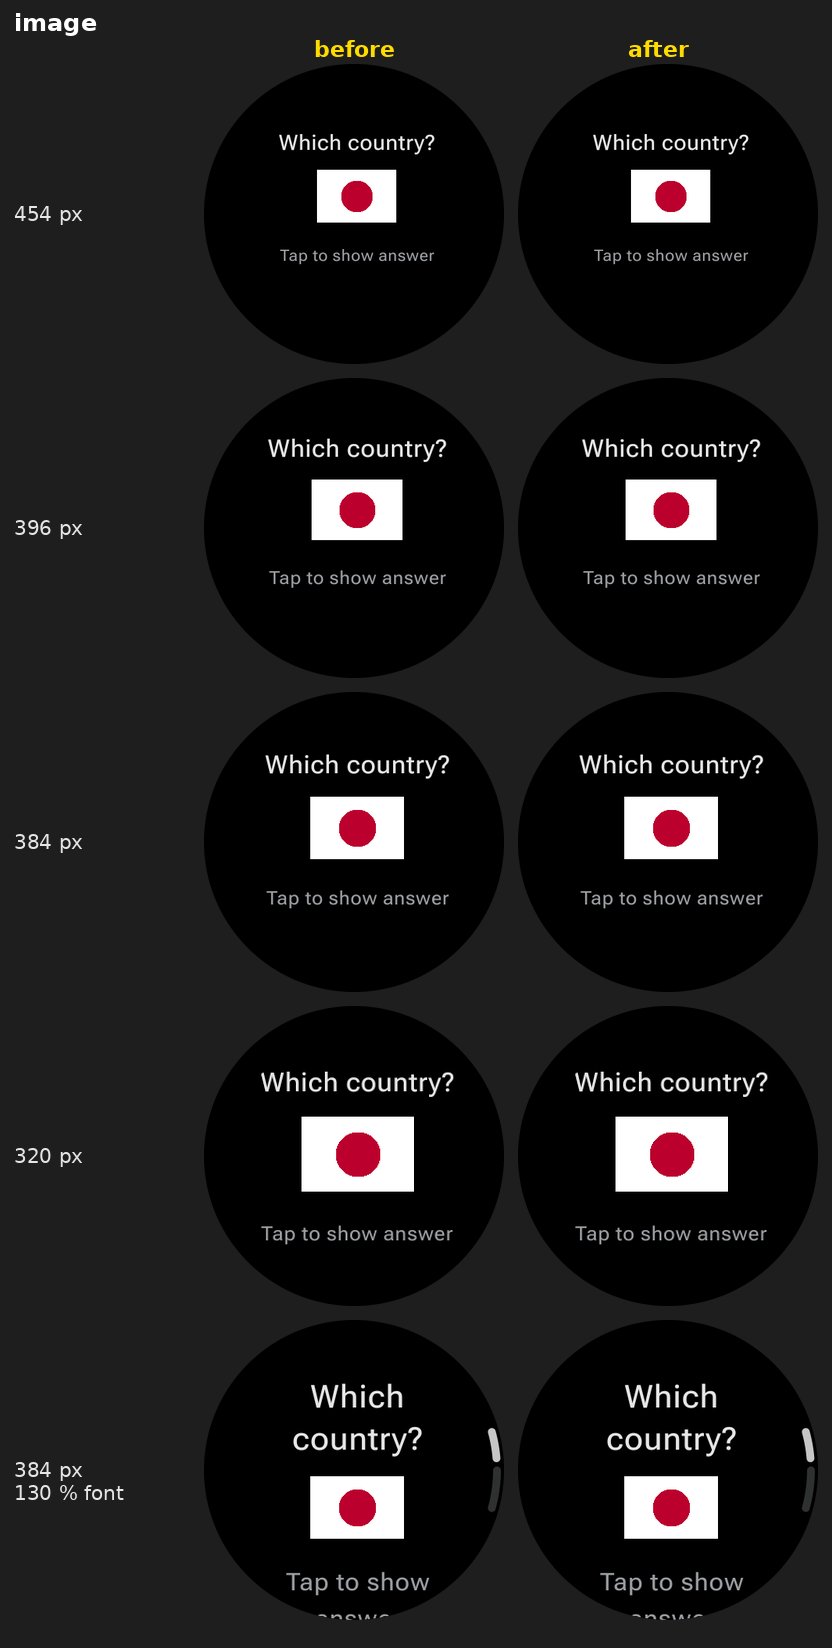 image
before after
Which country? Which country?
454 px
Tap to show answer Tap to show answer
Which country? Which country?
396 px
Tap to show answer Tap to show answer
Which country? Which country?
384 px
Tap to show answer Tap to show answer
Which country? Which country?
320 px
Tap to show answer Tap to show answer
Which Which
country? country?
384 px
130 % font
Tap to show Tap to show